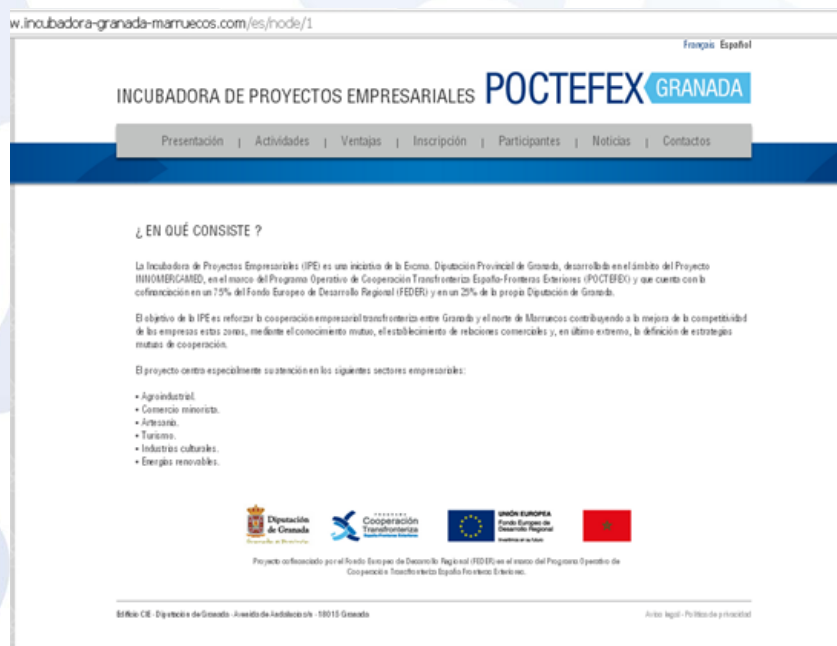 w.incubadora-granada-marruecos.com/es/node/1
Français Español
INCUBADORA DE PROYECTOS EMPRESARIALES POCTEFEX GRANADA
Presentación | Actividades | Ventajas | Inscripción | Participantes | Noticias | Contactos
¿ EN QUÉ CONSISTE ?
La Incubadora de Proyectos Empresariales (IPE) es una iniciativa de la Excma. Diputación Provincial de Granada, desarrollada en el ámbito del Proyecto
INNOMERCAMED, en el marco del Programa Operativo de Cooperación Transfronteriza España-Fronteras Exteriores (POCTEFEX) y que cuenta con la
cofinanciación en un 75% del Fondo Europeo de Desarrollo Regional (FEDER) y en un 25% de la propia Diputación de Granada.
El objetivo de la IPE es reforzar la cooperación empresarial transfronteriza entre Granada y el norte de Marruecos contribuyendo a la mejora de la competitividad
de las empresas estas zonas, mediante el conocimiento mutuo, el establecimiento de relaciones comerciales y, en último extremo, la definición de estrategias
mutuas de cooperación.
El proyecto centra especialmente su atención en los siguientes sectores empresariales:
• Agroindustrial.
• Comercio minorista.
• Artesanía.
• Turismo.
• Industrias culturales.
• Energías renovables.
Diputación
de Granada
PROGRAMA
Cooperación
Transfronteriza
España-Fronteras Exteriores
UNIÓN EUROPEA
Fondo Europeo de
Desarrollo Regional
Invertimos en su futuro
Proyecto cofinanciado por el Fondo Europeo de Desarrollo Regional (FEDER) en el marco del Programa Operativo de
Cooperación Transfronteriza España Fronteras Exteriores.
Edificio CIE - Diputación de Granada - Avenida de Andalucía s/n - 18015 Granada
Aviso legal - Política de privacidad